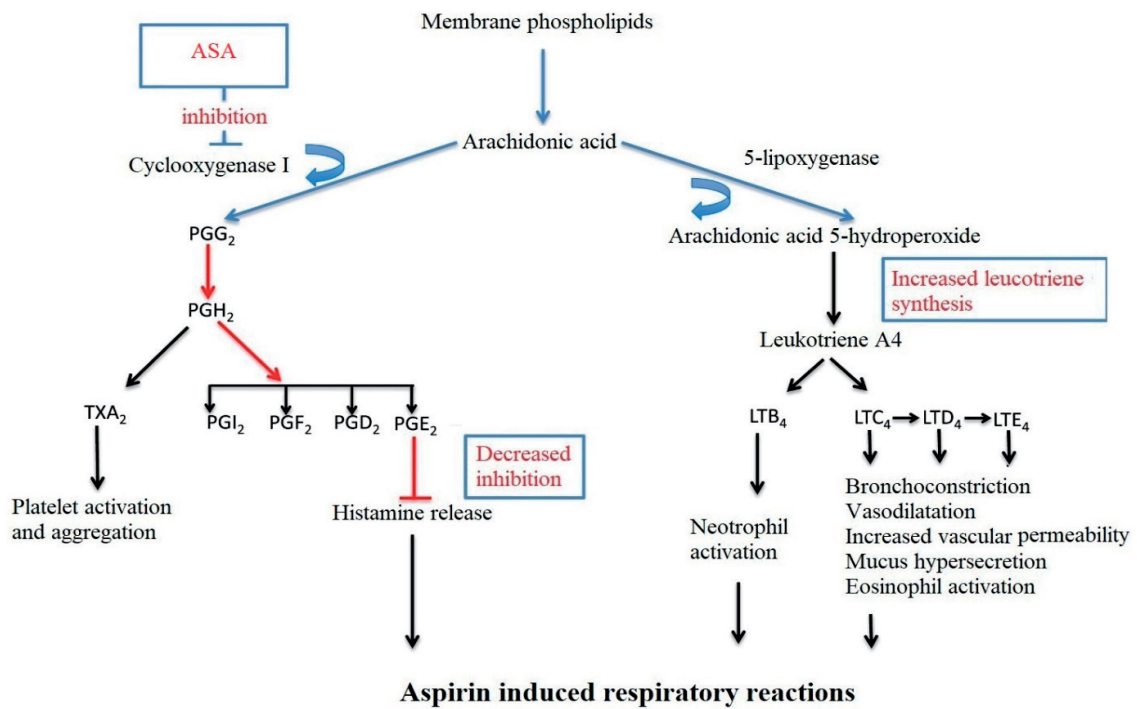 Membrane phospholipids
ASA
inhibition
Cyclooxygenase I
Arachidonic acid
5-lipoxygenase
PGG₂
Arachidonic acid 5-hydroperoxide
Increased leucotriene
synthesis
PGH₂
Leukotriene A4
TXA₂
PGI₂ PGF₂ PGD₂ PGE₂
LTB₄
LTC₄ LTD₄ LTE₄
Decreased
inhibition
Platelet activation
and aggregation
Histamine release
Neotrophil
activation
Bronchoconstriction
Vasodilatation
Increased vascular permeability
Mucus hypersecretion
Eosinophil activation
Aspirin induced respiratory reactions